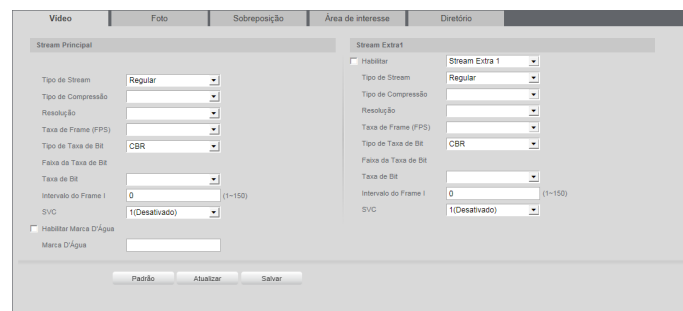 Vídeo Foto Sobreposição Área de interesse Diretório
Stream Principal
Tipo de Stream Regular
Tipo de Compressão
Resolução
Taxa de Frame (FPS)
Tipo de Taxa de Bit CBR
Faixa da Taxa de Bit
Taxa de Bit
Intervalo do Frame I 0 (1~150)
SVC 1(Desativado)
Habilitar Marca D'Água
Marca D'Água
Stream Extra1
Habilitar Stream Extra 1
Tipo de Stream Regular
Tipo de Compressão
Resolução
Taxa de Frame (FPS)
Tipo de Taxa de Bit CBR
Faixa da Taxa de Bit
Taxa de Bit
Intervalo do Frame I 0 (1~150)
SVC 1(Desativado)
Padrão Atualizar Salvar